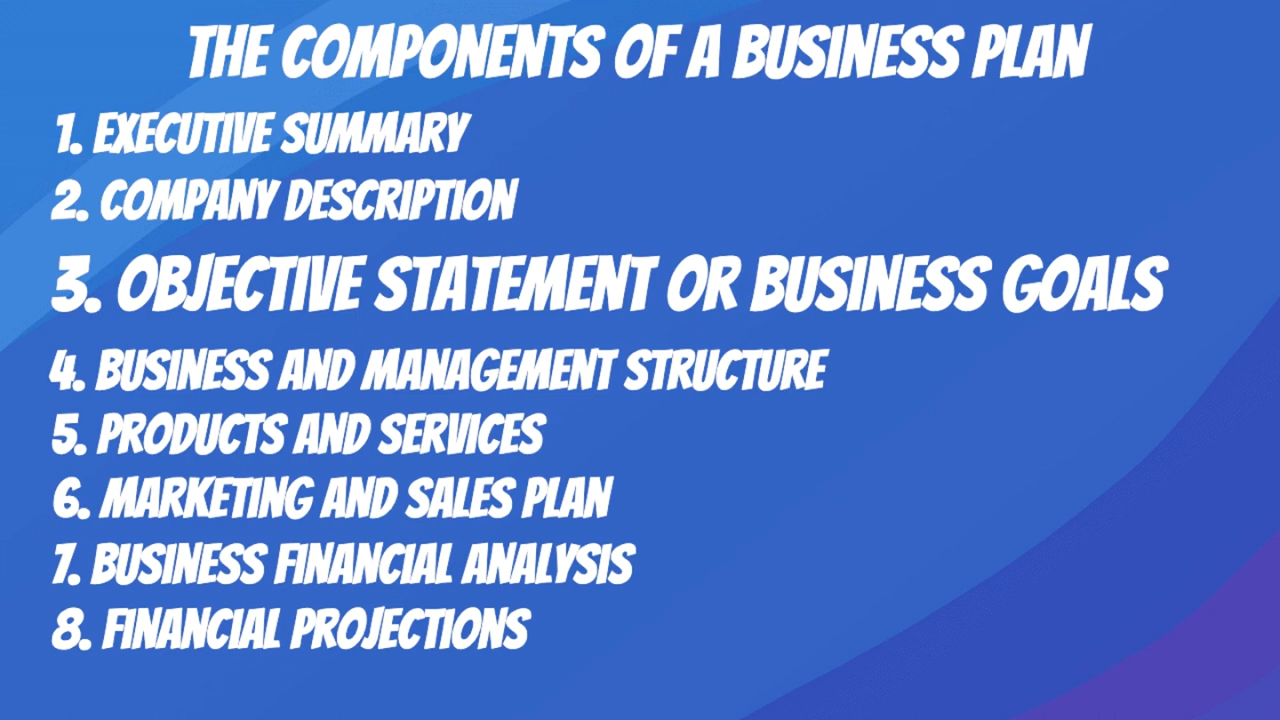 THE COMPONENTS OF A BUSINESS PLAN
1. EXECUTIVE SUMMARY
2. COMPANY DESCRIPTION
3. OBJECTIVE STATEMENT OR BUSINESS GOALS
4. BUSINESS AND MANAGEMENT STRUCTURE
5. PRODUCTS AND SERVICES
6. MARKETING AND SALES PLAN
7. BUSINESS FINANCIAL ANALYSIS
8. FINANCIAL PROJECTIONS